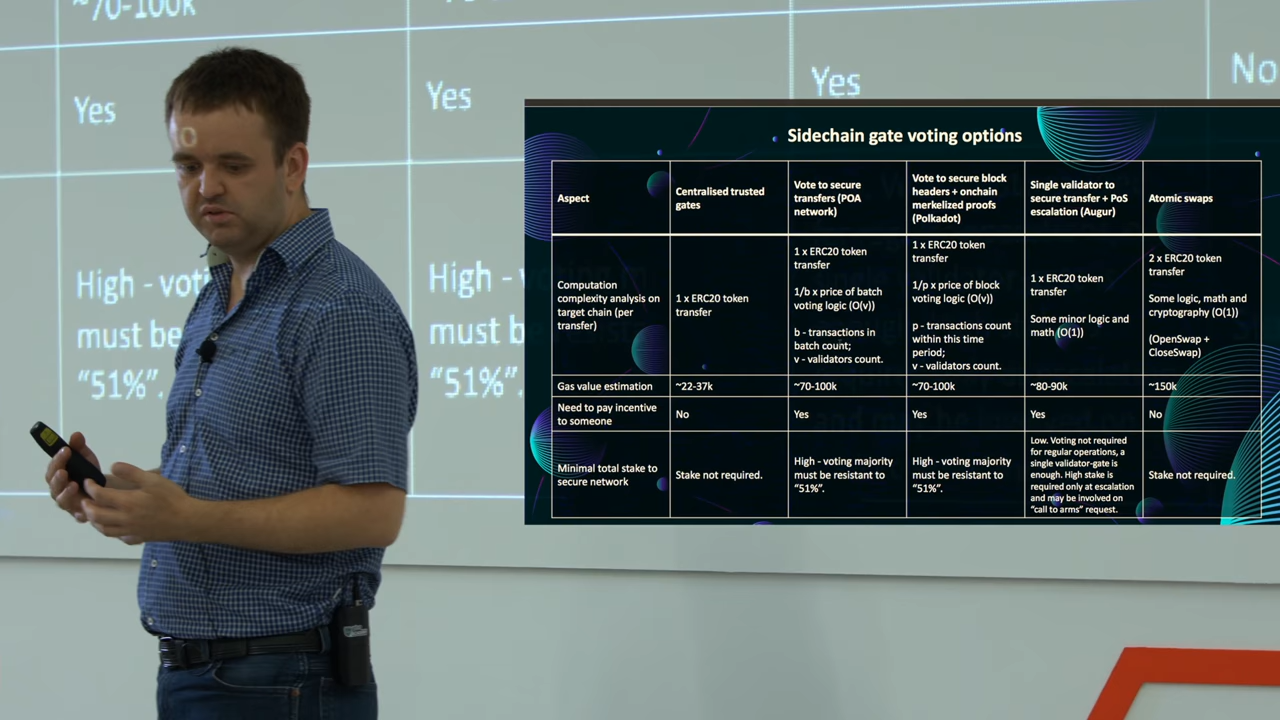 ~70-100k
Yes
Yes
Yes
No
High - voti
must be
"51%".
High - v
must b
"51%".
Sidechain gate voting options
Aspect
Centralised trusted
gates
Vote to secure
transfers (POA
network)
Vote to secure block
headers + onchain
merkelized proofs
(Polkadot)
Single validator to
secure transfer + PoS
escalation (Augur)
Atomic swaps
Computation
complexity analysis on
target chain (per
transfer)
1 x ERC20 token
transfer
1 x ERC20 token
transfer
1/b x price of batch
voting logic (O(v))
b - transactions in
batch count;
v - validators count.
1 x ERC20 token
transfer
1/p x price of block
voting logic (O(v))
p - transactions count
within this time
period;
v - validators count.
1 x ERC20 token
transfer
Some minor logic and
math (O(1))
2 x ERC20 token
transfer
Some logic, math and
cryptography (O(1))
(OpenSwap +
CloseSwap)
Gas value estimation
~22-37k
~70-100k
~70-100k
~80-90k
~150k
Need to pay incentive
to someone
No
Yes
Yes
Yes
No
Minimal total stake to
secure network
Stake not required.
High - voting majority
must be resistant to
"51%".
High - voting majority
must be resistant to
"51%".
Low. Voting not required
for regular operations, a
single validator-gate is
enough. High stake is
required only at escalation
and may be involved on
"call to arms" request.
Stake not required.